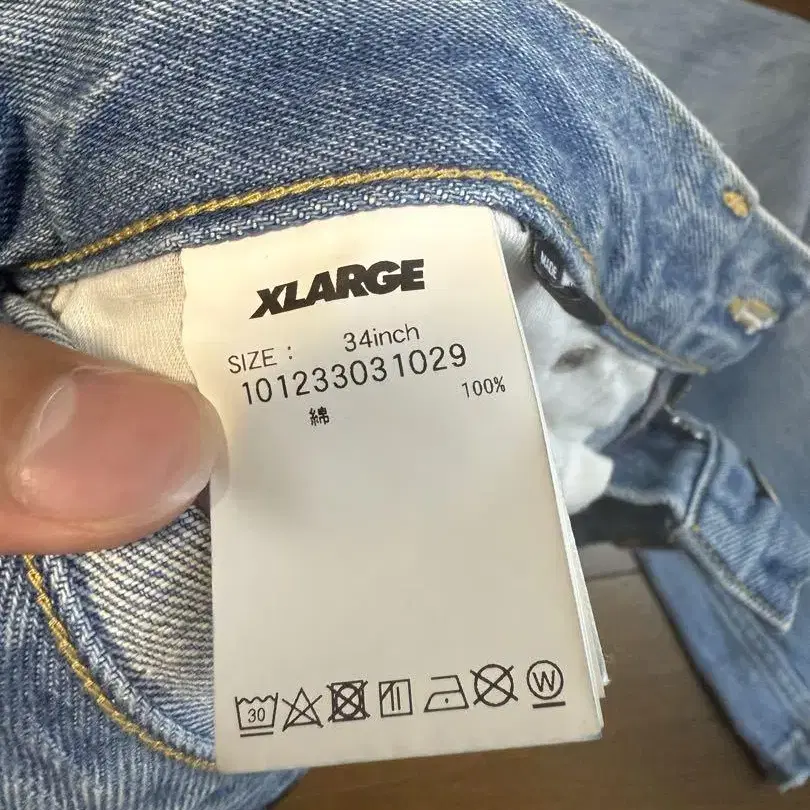 XLARGE
SIZE : 34inch
101233031029
綿 100%
30
W